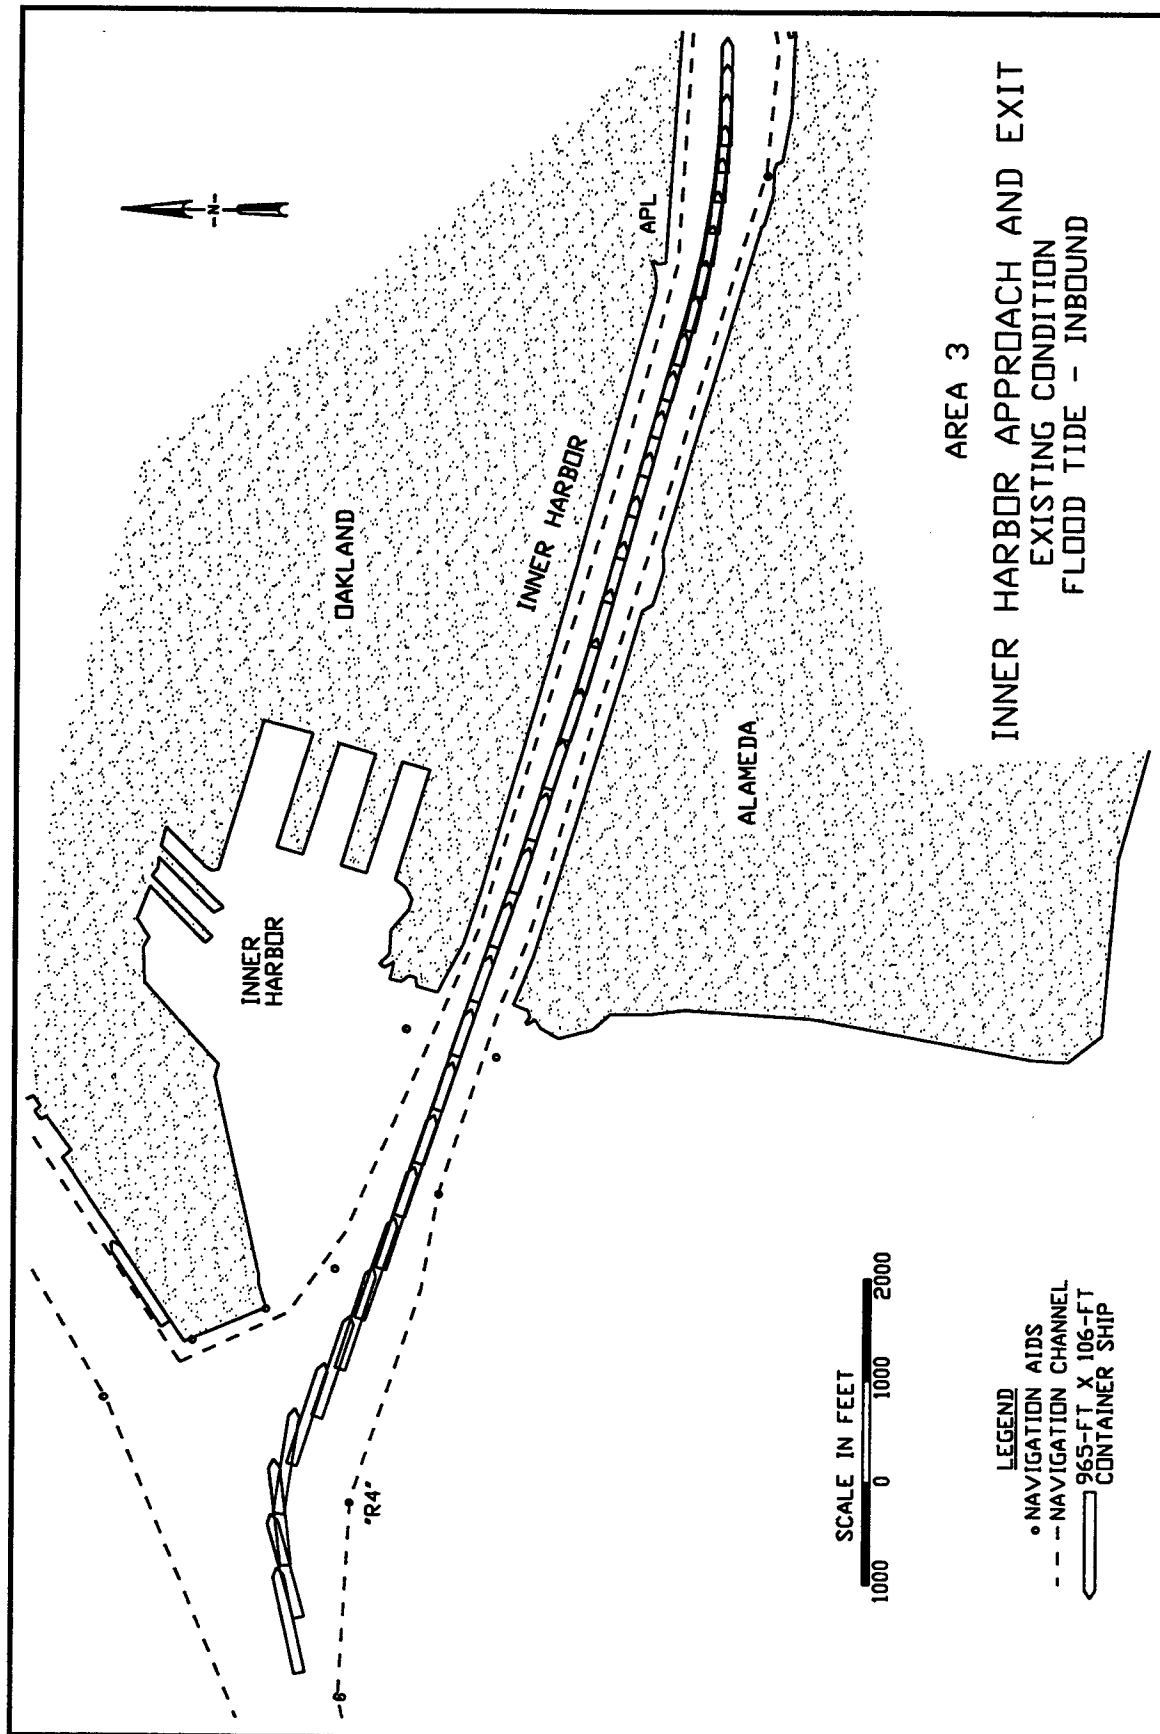 -N-
OAKLAND
INNER HARBOR
APL
INNER
HARBOR
ALAMEDA
"R4"
6
AREA 3
INNER HARBOR APPROACH AND EXIT
EXISTING CONDITION
FLOOD TIDE - INBOUND
SCALE IN FEET
1000 0 1000 2000
LEGEND
NAVIGATION AIDS
NAVIGATION CHANNEL
965-FT X 106-FT
CONTAINER SHIP